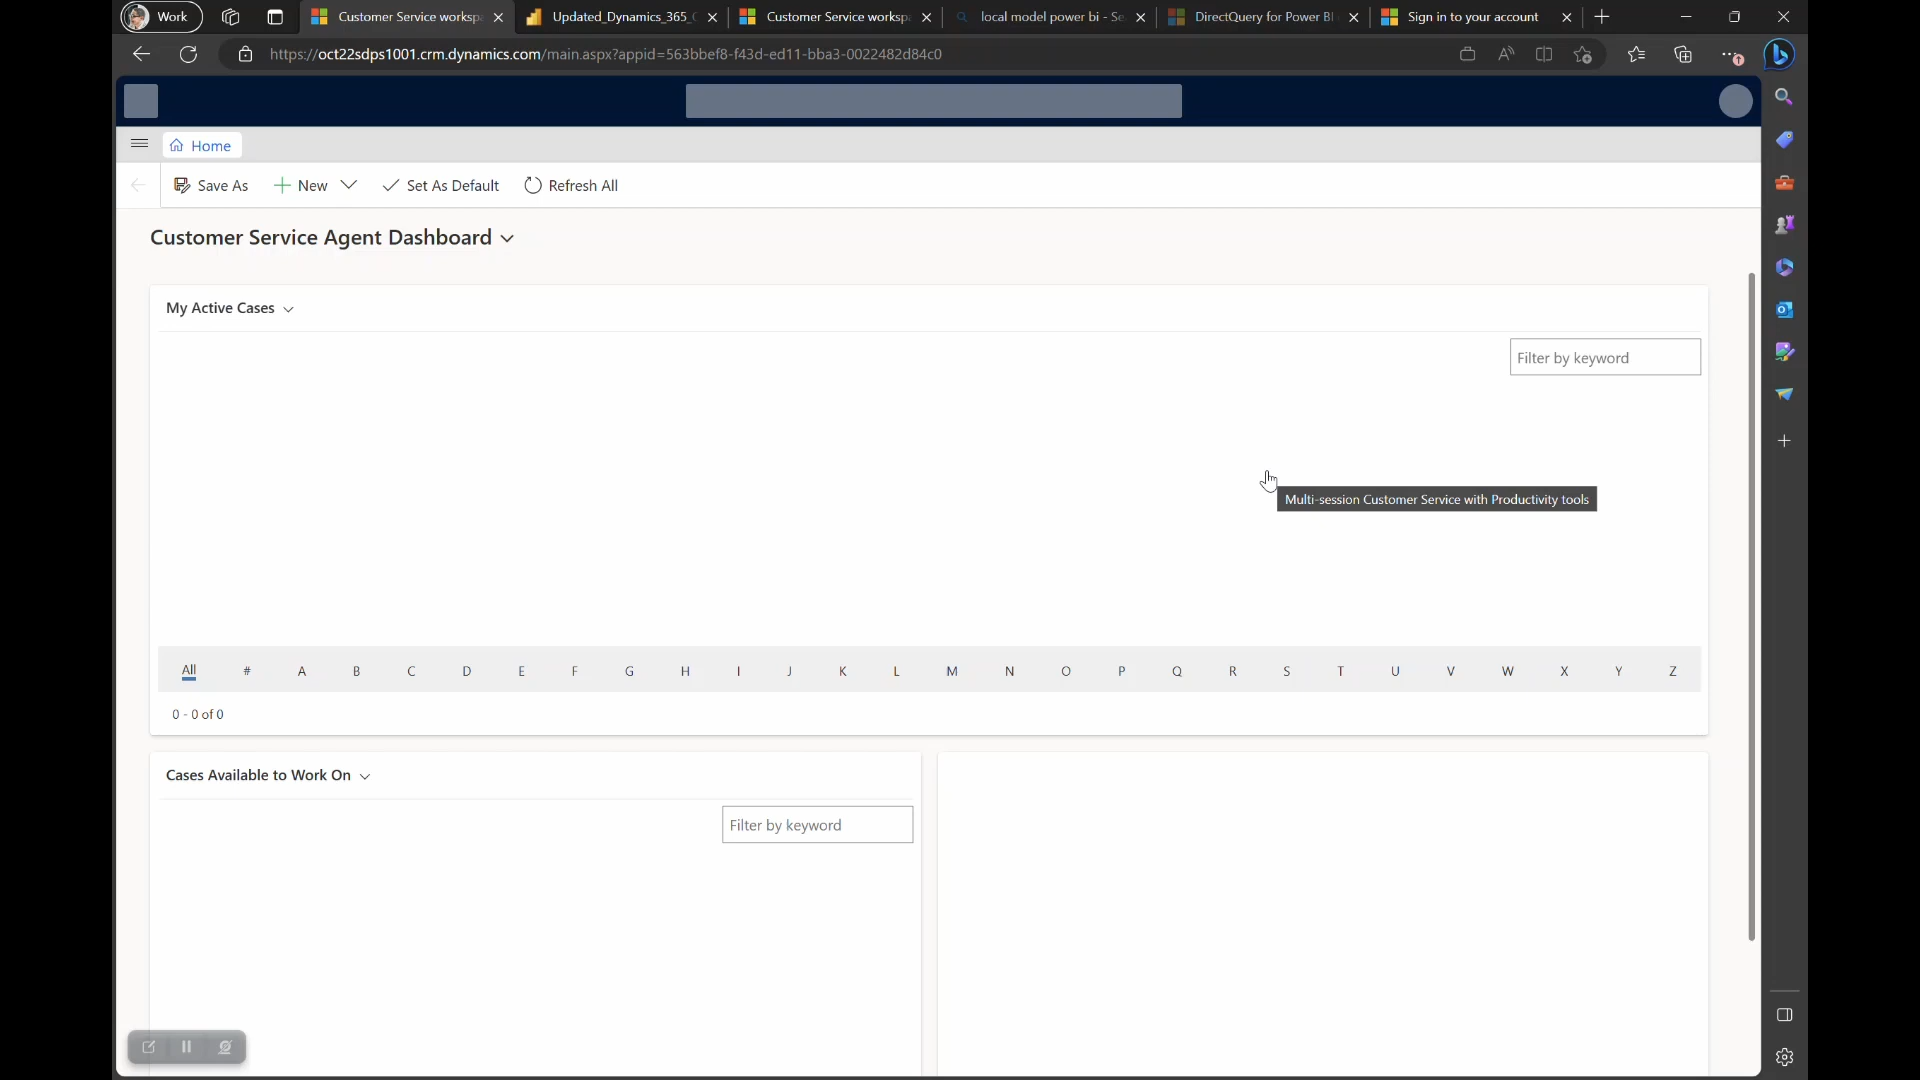 Work
Customer Service worksp
Updated_Dynamics_365_
Customer Service worksp
local model power bi - Se
DirectQuery for Power BI
Sign in to your account
https://oct22sdps1001.crm.dynamics.com/main.aspx?appid=563bbef8-f43d-ed11-bba3-0022482d84c0
Home
Save As
New
Set As Default
Refresh All
Customer Service Agent Dashboard
My Active Cases
Filter by keyword
Multi-session Customer Service with Productivity tools
All # A B C D E F G H I J K L M N O P Q R S T U V W X Y Z
0 - 0 of 0
Cases Available to Work On
Filter by keyword